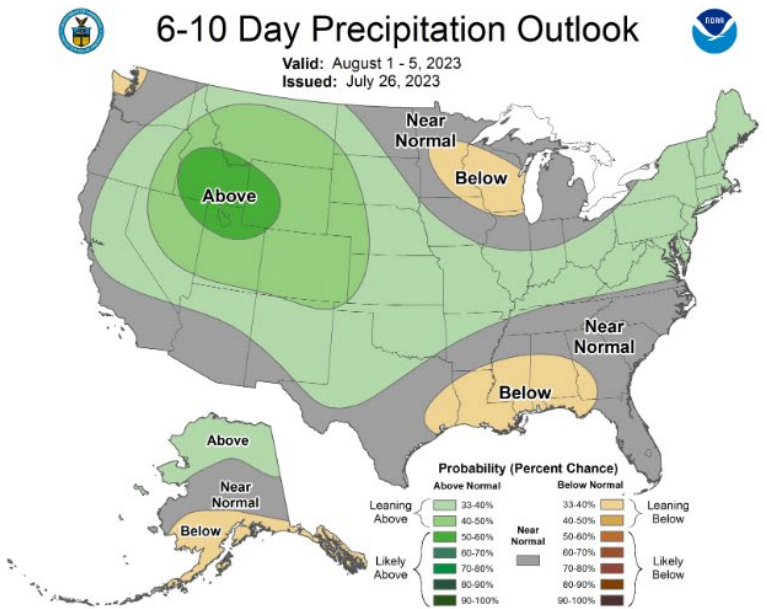 6-10 Day Precipitation Outlook
NOAA
Valid: August 1 - 5, 2023
Issued: July 26, 2023
Near
Normal
Below
Above
Near
Normal
Below
Above
Near
Normal
Below
Probability (Percent Chance)
Above Normal
Below Normal
Leaning
Above
33-40%
40-50%
50-60%
60-70%
70-80%
80-90%
90-100%
Likely
Above
Near
Normal
33-40%
40-50%
50-60%
60-70%
70-80%
80-90%
90-100%
Leaning
Below
Likely
Below